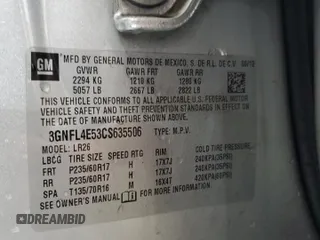 GM
MFD BY GENERAL MOTORS DE MEXICO, S. DE R.L. DE C.V.
GVWR GAWR FRT GAWR RR
2294 KG 1210 KG 1280 KG
5057 LB 2667 LB 2822 LB
THIS VEHICLE CONFORMS TO ALL APPLICABLE U.S. FEDERAL MOTOR
VEHICLE SAFETY AND THEFT PREVENTION STANDARDS IN EFFECT
ON THE DATE OF MANUFACTURE SHOWN ABOVE.
3GNFL4E53CS635506 TYPE: M.P.V.
MODEL: LR26
TIRE SIZE SPEED RTG RIM COLD TIRE PRESSURE
FRT P235/60R17 H 17X7J 240KPA(35PSI)
RR P235/60R17 H 17X7J 240KPA(35PSI)
SPA T135/70R16 M 16X4T 420KPA(60PSI)
SEE OWNER'S MANUAL FOR MORE INFORMATION.
DREAMBID